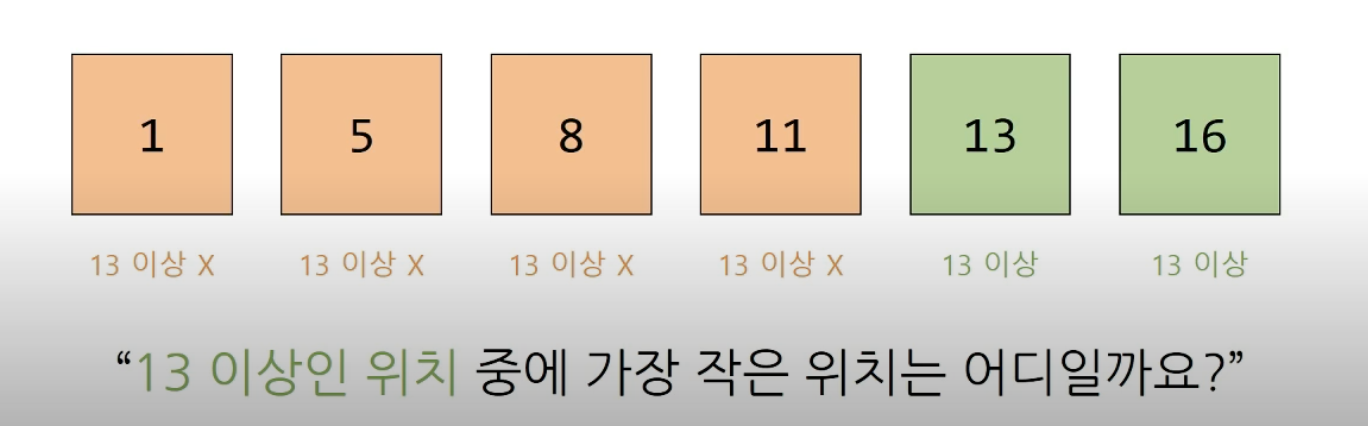 1 5 8 11 13 16
13 이상 X 13 이상 X 13 이상 X 13 이상 X 13 이상 13 이상
“13 이상인 위치 중에 가장 작은 위치는 어디일까요?”